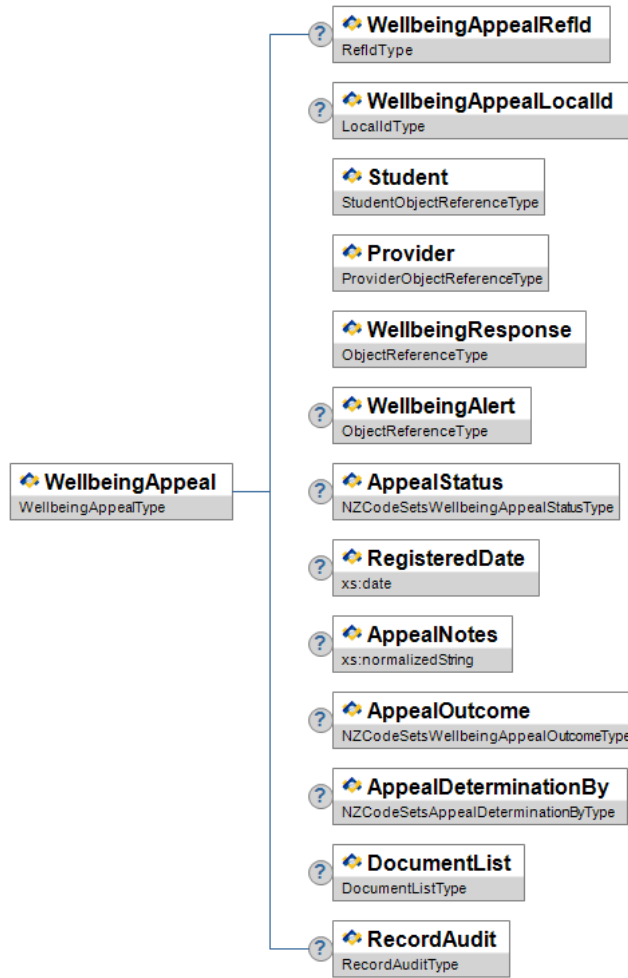 ?
WellbeingAppealRefId
RefIdType
?
WellbeingAppealLocalId
LocalIdType
Student
StudentObjectReferenceType
Provider
ProviderObjectReferenceType
WellbeingResponse
ObjectReferenceType
?
WellbeingAlert
ObjectReferenceType
WellbeingAppeal
WellbeingAppealType
?
AppealStatus
NZCodeSetsWellbeingAppealStatusType
?
RegisteredDate
xs:date
?
AppealNotes
xs:normalizedString
?
AppealOutcome
NZCodeSetsWellbeingAppealOutcomeType
?
AppealDeterminationBy
NZCodeSetsAppealDeterminationByType
?
DocumentList
DocumentListType
?
RecordAudit
RecordAuditType